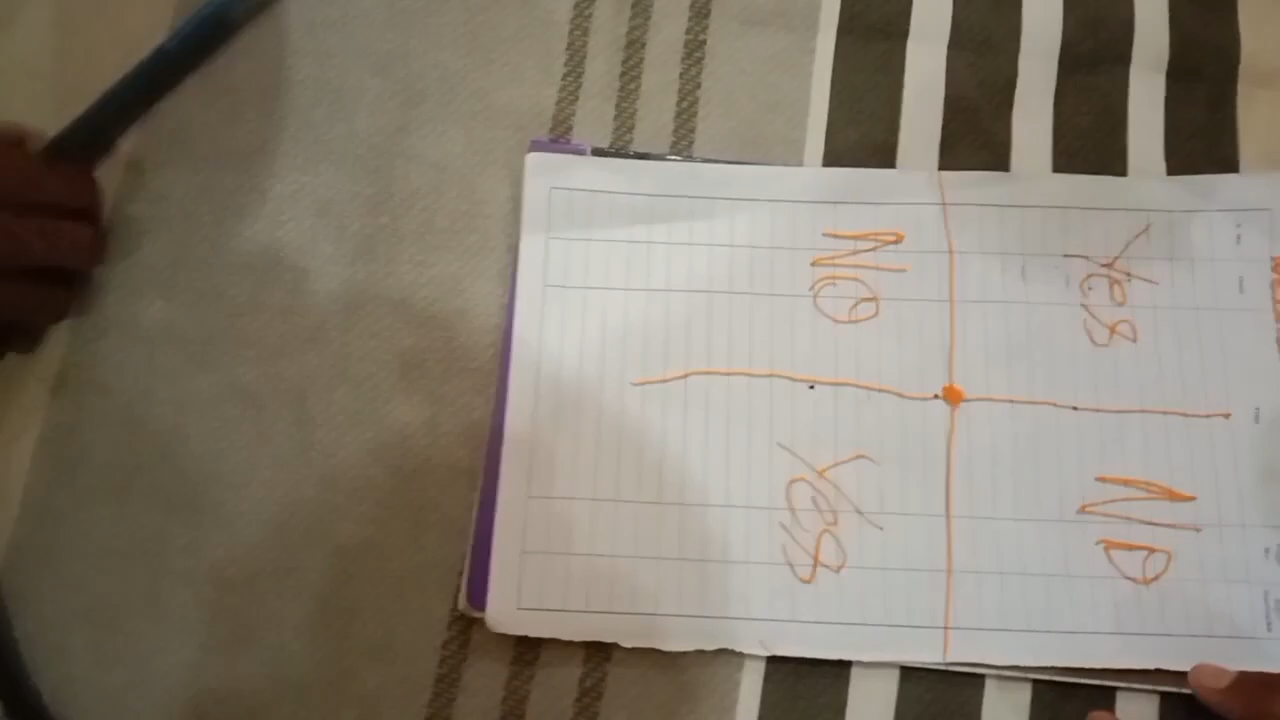 Yes No
No Yes